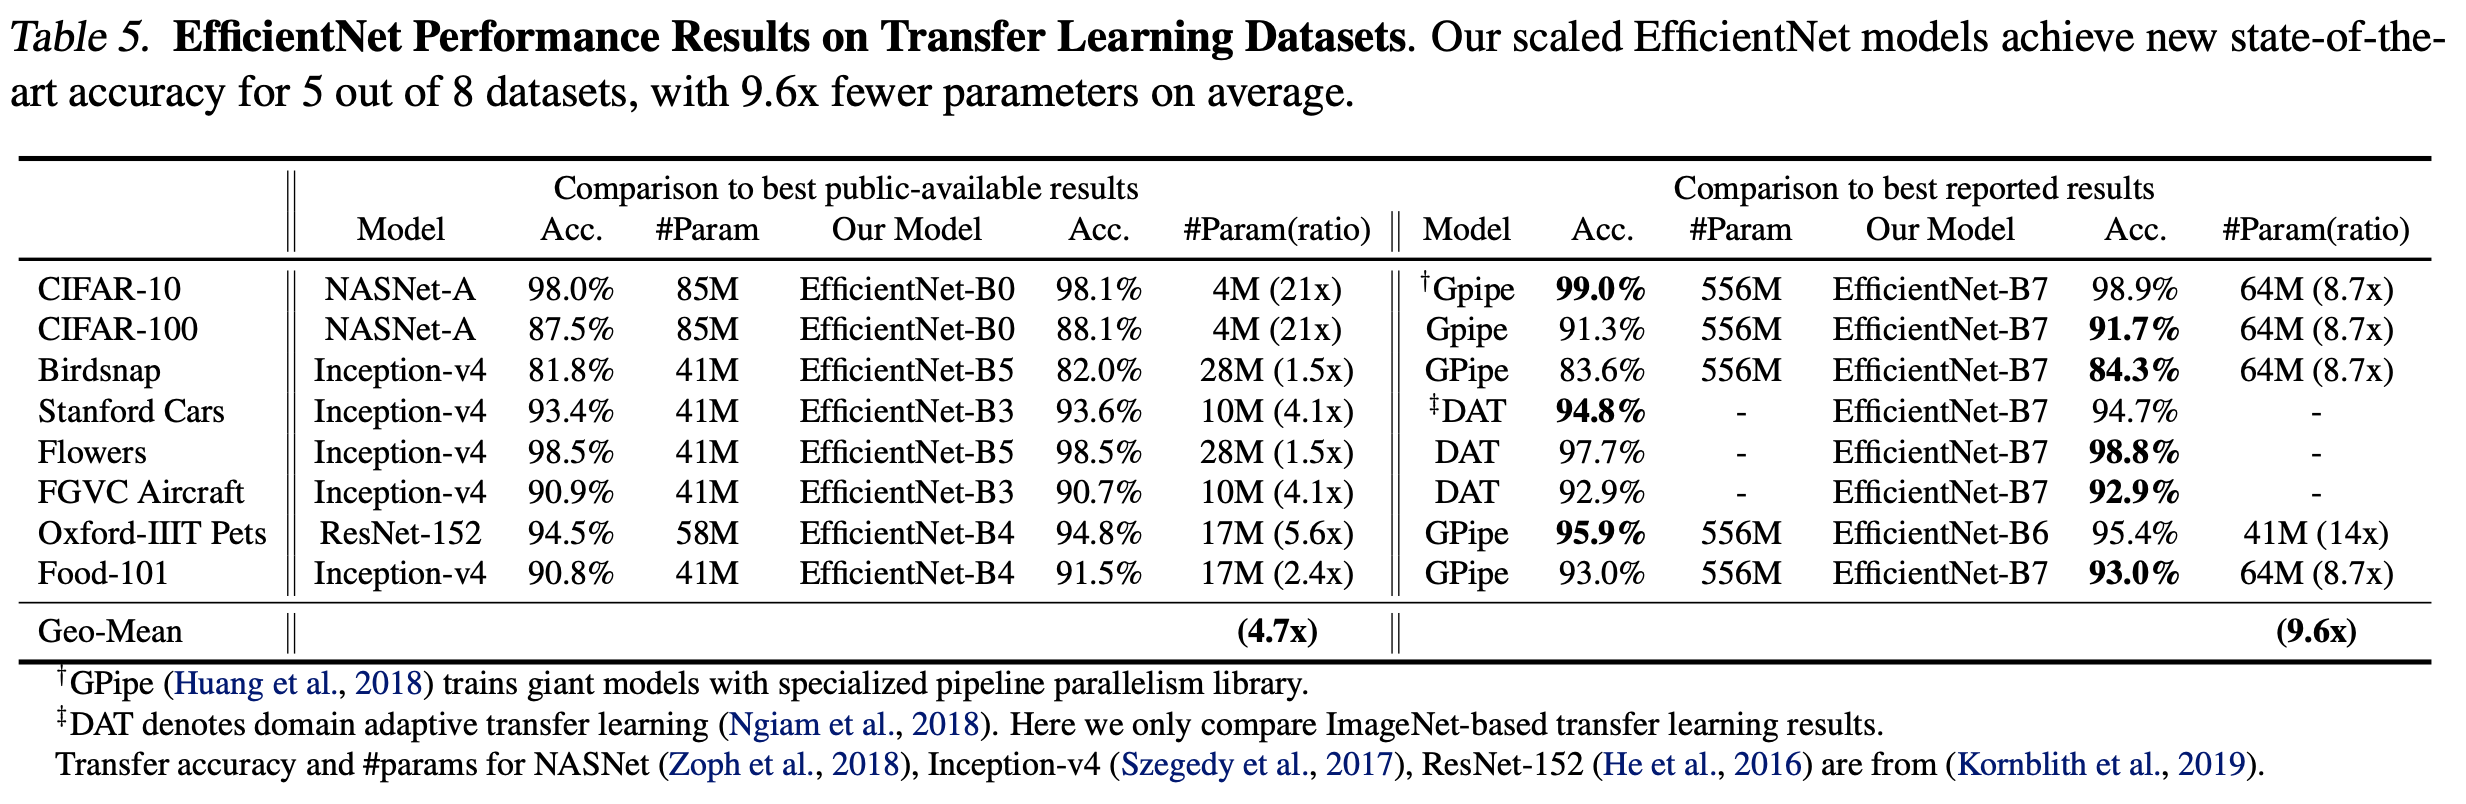 Table 5. EfficientNet Performance Results on Transfer Learning Datasets. Our scaled EfficientNet models achieve new state-of-the-
art accuracy for 5 out of 8 datasets, with 9.6x fewer parameters on average.
Comparison to best public-available results Comparison to best reported results
Model Acc. #Param Our Model Acc. #Param(ratio) Model Acc. #Param Our Model Acc. #Param(ratio)
CIFAR-10 NASNet-A 98.0% 85M EfficientNet-B0 98.1% 4M (21x) †Gpipe 99.0% 556M EfficientNet-B7 98.9% 64M (8.7x)
CIFAR-100 NASNet-A 87.5% 85M EfficientNet-B0 88.1% 4M (21x) Gpipe 91.3% 556M EfficientNet-B7 91.7% 64M (8.7x)
Birdsnap Inception-v4 81.8% 41M EfficientNet-B5 82.0% 28M (1.5x) GPipe 83.6% 556M EfficientNet-B7 84.3% 64M (8.7x)
Stanford Cars Inception-v4 93.4% 41M EfficientNet-B3 93.6% 10M (4.1x) ‡DAT 94.8% - EfficientNet-B7 94.7% -
Flowers Inception-v4 98.5% 41M EfficientNet-B5 98.5% 28M (1.5x) DAT 97.7% - EfficientNet-B7 98.8% -
FGVC Aircraft Inception-v4 90.9% 41M EfficientNet-B3 90.7% 10M (4.1x) DAT 92.9% - EfficientNet-B7 92.9% -
Oxford-IIIT Pets ResNet-152 94.5% 58M EfficientNet-B4 94.8% 17M (5.6x) GPipe 95.9% 556M EfficientNet-B6 95.4% 41M (14x)
Food-101 Inception-v4 90.8% 41M EfficientNet-B4 91.5% 17M (2.4x) GPipe 93.0% 556M EfficientNet-B7 93.0% 64M (8.7x)
Geo-Mean (4.7x) (9.6x)
†GPipe (Huang et al., 2018) trains giant models with specialized pipeline parallelism library.
‡DAT denotes domain adaptive transfer learning (Ngiam et al., 2018). Here we only compare ImageNet-based transfer learning results.
Transfer accuracy and #params for NASNet (Zoph et al., 2018), Inception-v4 (Szegedy et al., 2017), ResNet-152 (He et al., 2016) are from (Kornblith et al., 2019).